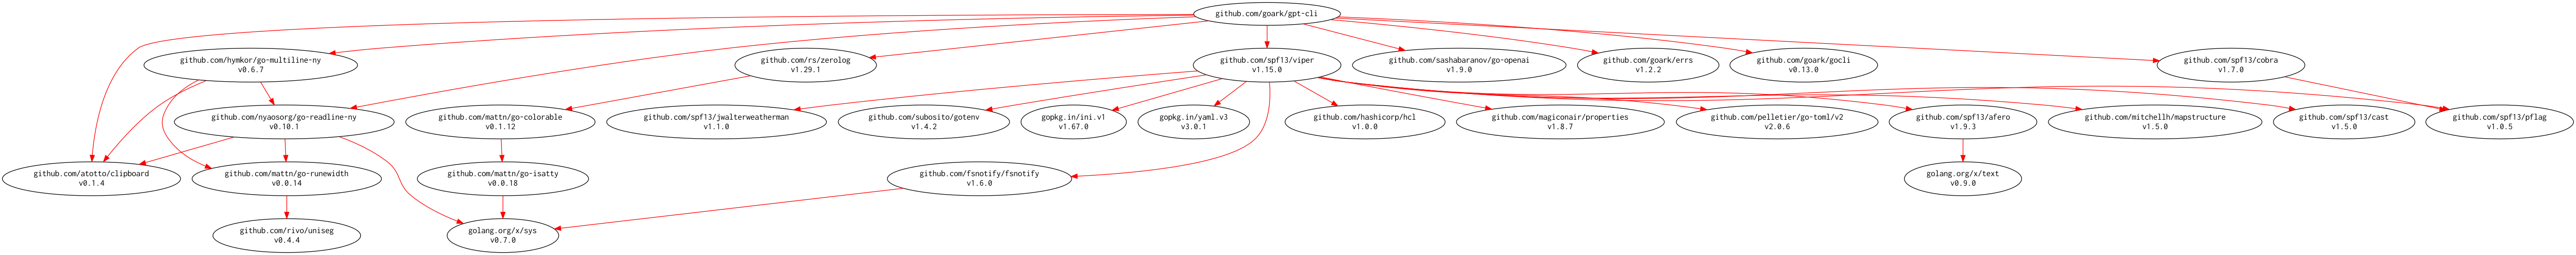 github.com/goark/gpt-cli
github.com/hymkor/go-multiline-ny
v0.6.7
github.com/rs/zerolog
v1.29.1
github.com/spf13/viper
v1.15.0
github.com/sashabaranov/go-openai
v1.9.0
github.com/goark/errs
v1.2.2
github.com/goark/gocli
v0.13.0
github.com/spf13/cobra
v1.7.0
github.com/nyaosorg/go-readline-ny
v0.10.1
github.com/mattn/go-colorable
v0.1.12
github.com/spf13/jwalterweatherman
v1.1.0
github.com/subosito/gotenv
v1.4.2
gopkg.in/ini.v1
v1.67.0
gopkg.in/yaml.v3
v3.0.1
github.com/hashicorp/hcl
v1.0.0
github.com/magiconair/properties
v1.8.7
github.com/pelletier/go-toml/v2
v2.0.6
github.com/spf13/afero
v1.9.3
github.com/mitchellh/mapstructure
v1.5.0
github.com/spf13/cast
v1.5.0
github.com/spf13/pflag
v1.0.5
github.com/atotto/clipboard
v0.1.4
github.com/mattn/go-runewidth
v0.0.14
github.com/mattn/go-isatty
v0.0.18
github.com/fsnotify/fsnotify
v1.6.0
golang.org/x/text
v0.9.0
github.com/rivo/uniseg
v0.4.4
golang.org/x/sys
v0.7.0